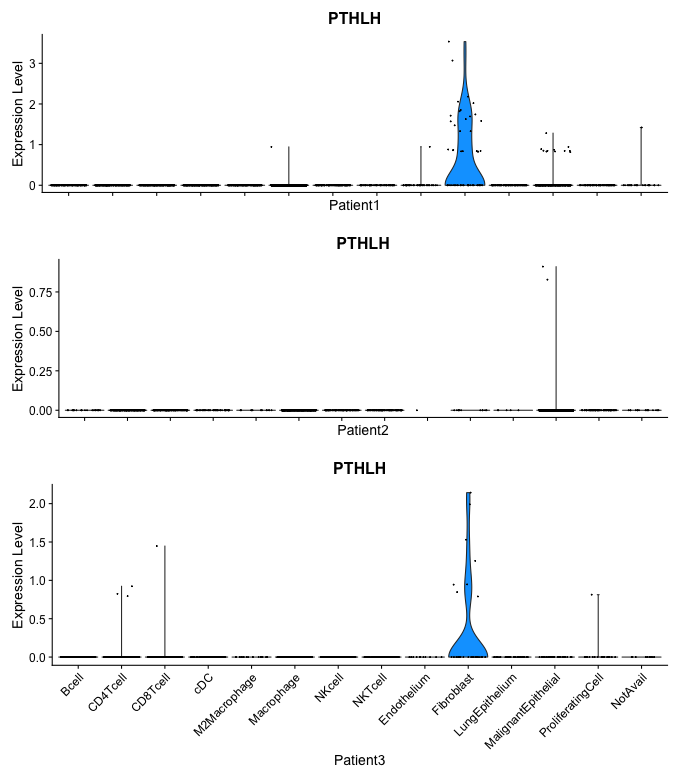 PTHLH
Expression Level
3
2
1
0
Patient1
PTHLH
Expression Level
0.75
0.50
0.25
0.00
Patient2
PTHLH
Expression Level
2.0
1.5
1.0
0.5
0.0
Bcell
CD4Tcell
CD8Tcell
cDC
M2Macrophage
Macrophage
NKcell
NKTcell
Endothelium
Fibroblast
LungEpithelium
MalignantEpithelial
ProliferatingCell
NotAvail
Patient3